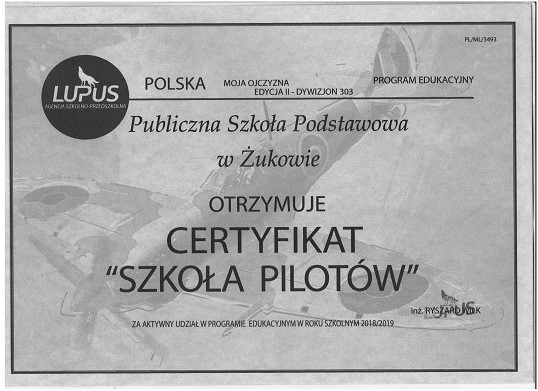 PL/ML/3493
LUPUS
AGENCJA SZKOLNO-PRZEDSZKOLNA
POLSKA MOJA OJCZYZNA PROGRAM EDUKACYJNY
EDYCJA II - DYWIZJON 303
Publiczna Szkoła Podstawowa
w Żukowie
OTRZYMUJE
CERTYFIKAT
"SZKOŁA PILOTÓW"
LUPUS
inż. RYSZARD WILK
ZA AKTYWNY UDZIAŁ W PROGRAMIE EDUKACYJNYM W ROKU SZKOLNYM 2018/2019